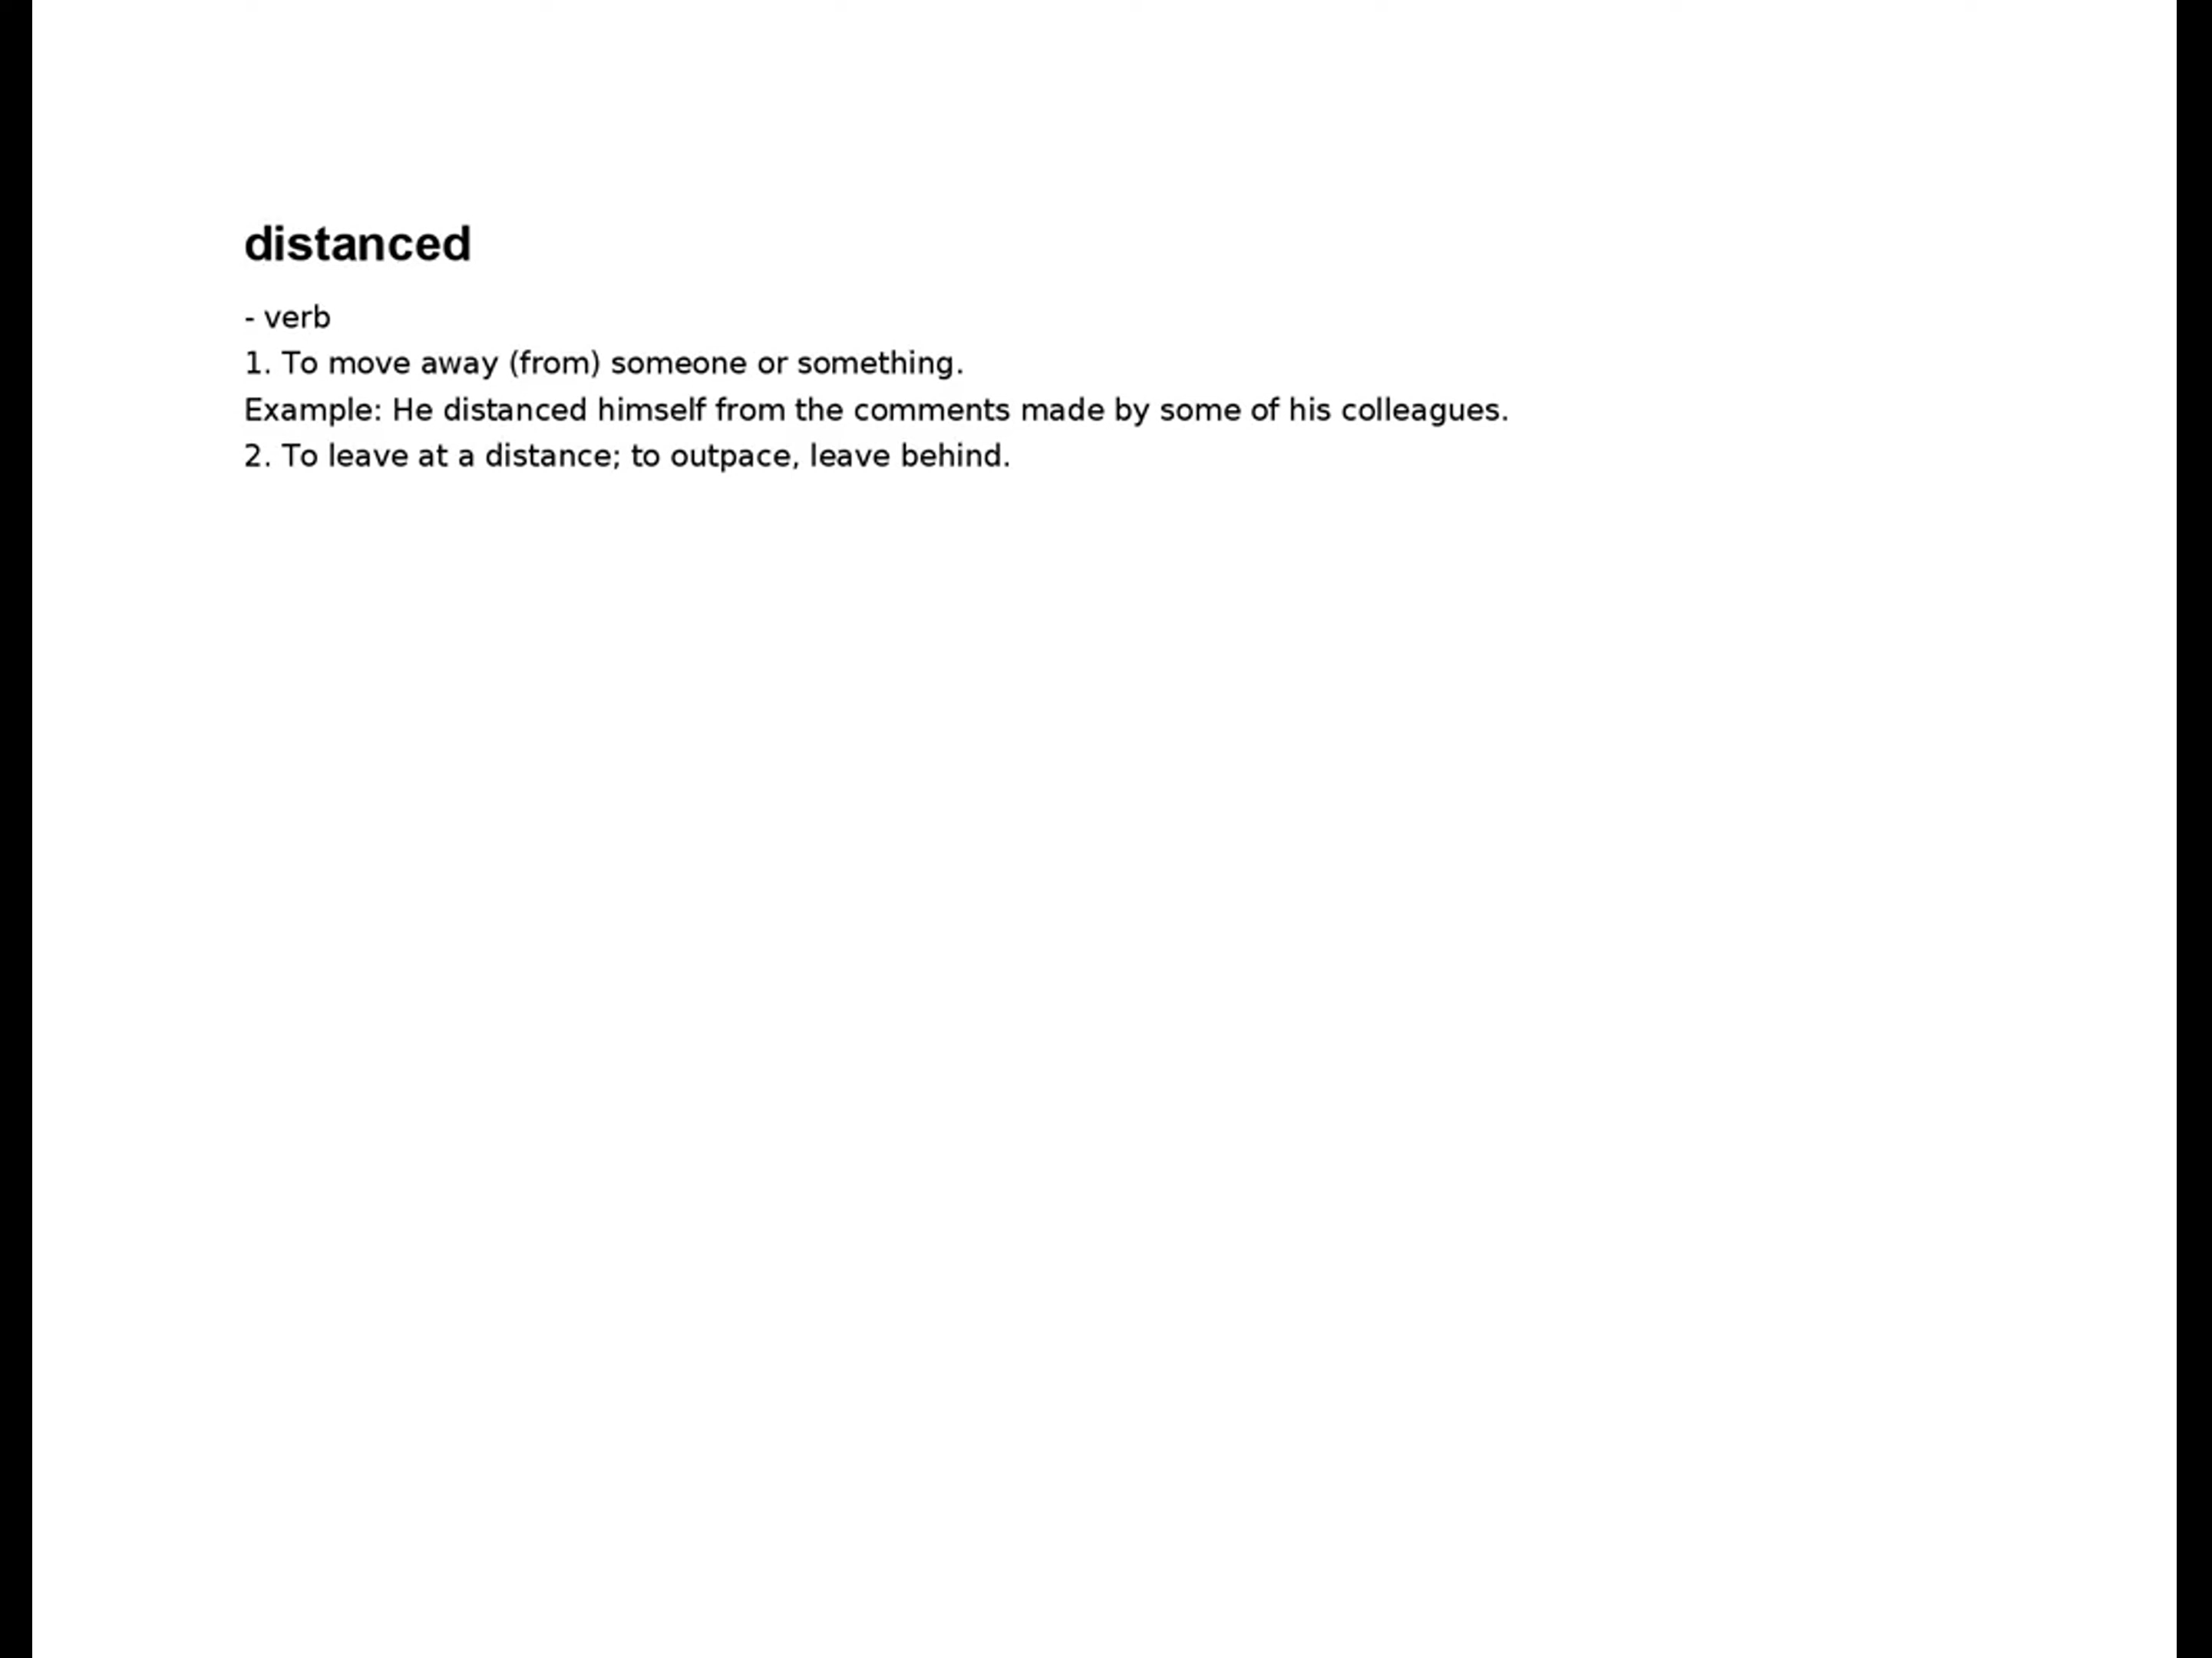 distanced
- verb
1. To move away (from) someone or something.
Example: He distanced himself from the comments made by some of his colleagues.
2. To leave at a distance; to outpace, leave behind.